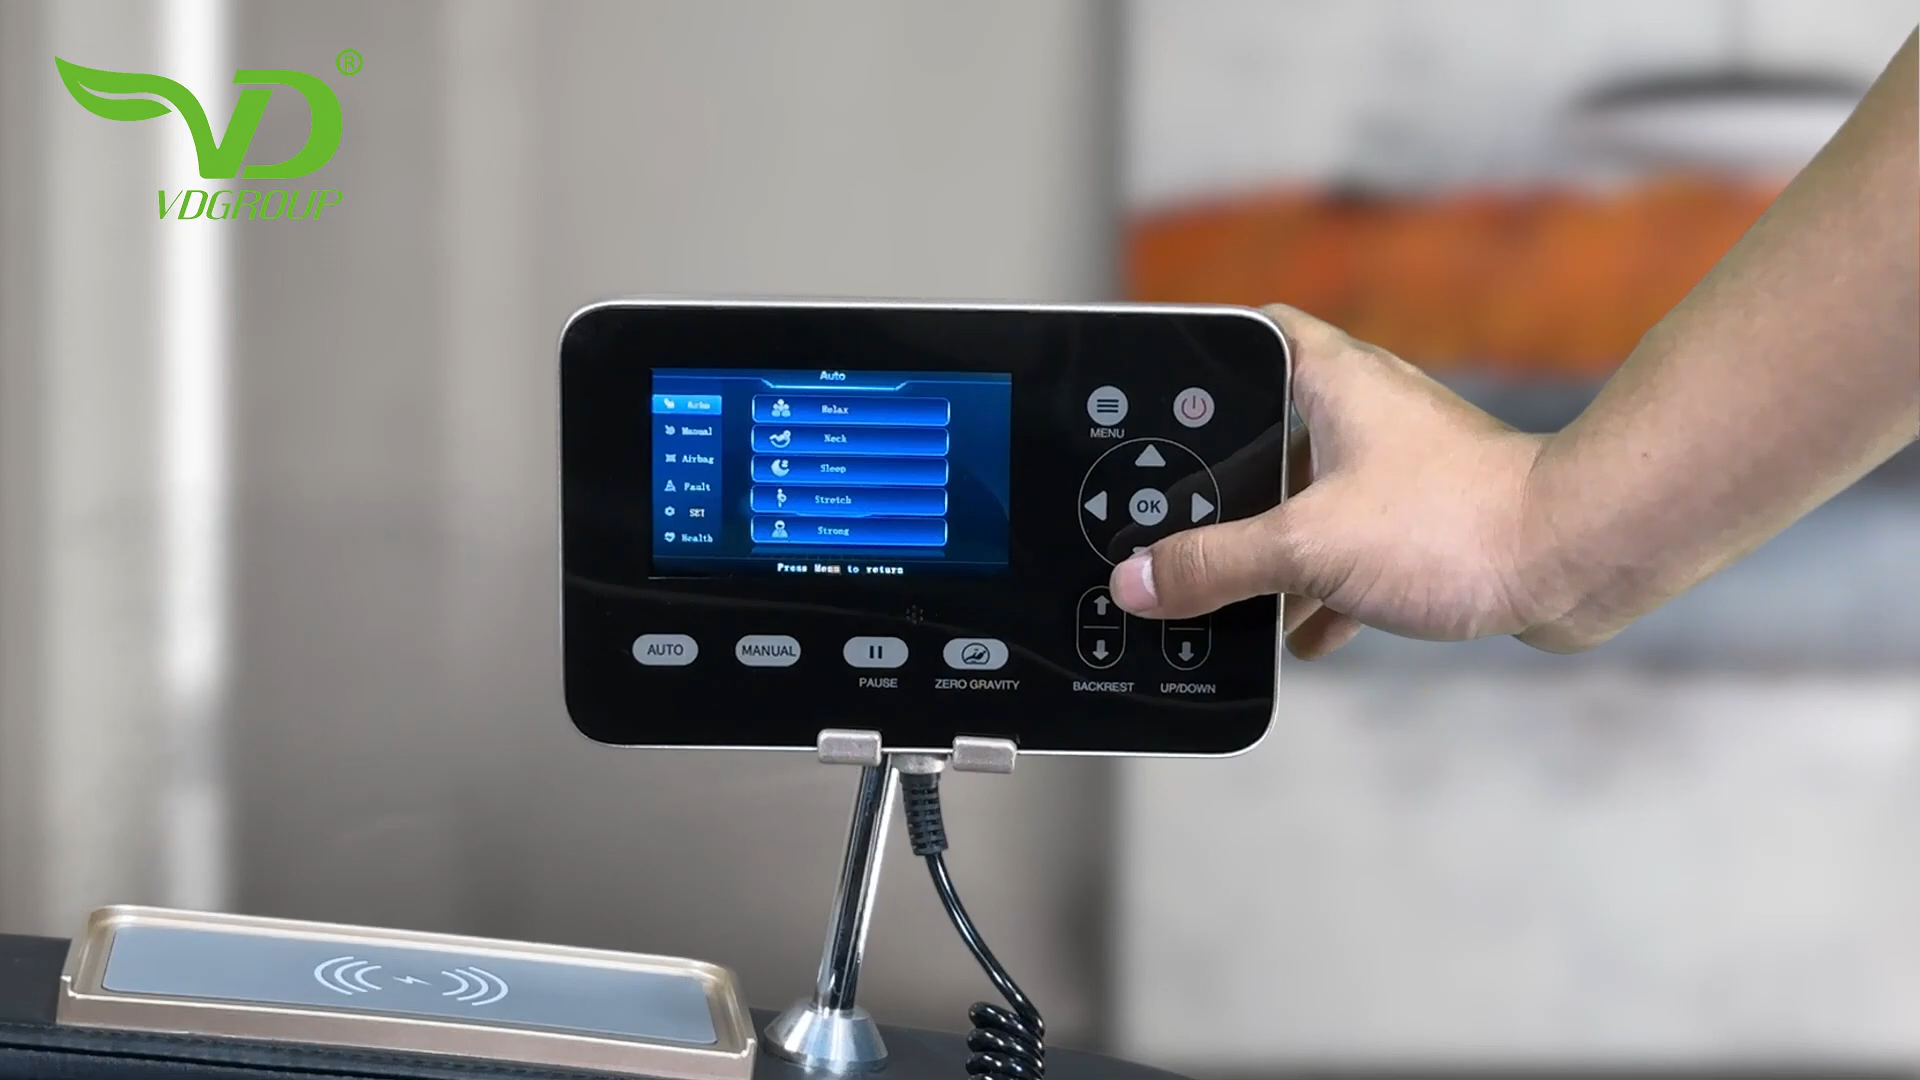 VD®
VDGROUP
Auto
Auto
Manual
Airbag
Fault
SET
Health
Relax
Neck
Sleep
Stretch
Strong
Press Menu to return
MENU
OK
AUTO
MANUAL
PAUSE
ZERO GRAVITY
BACKREST
UP/DOWN